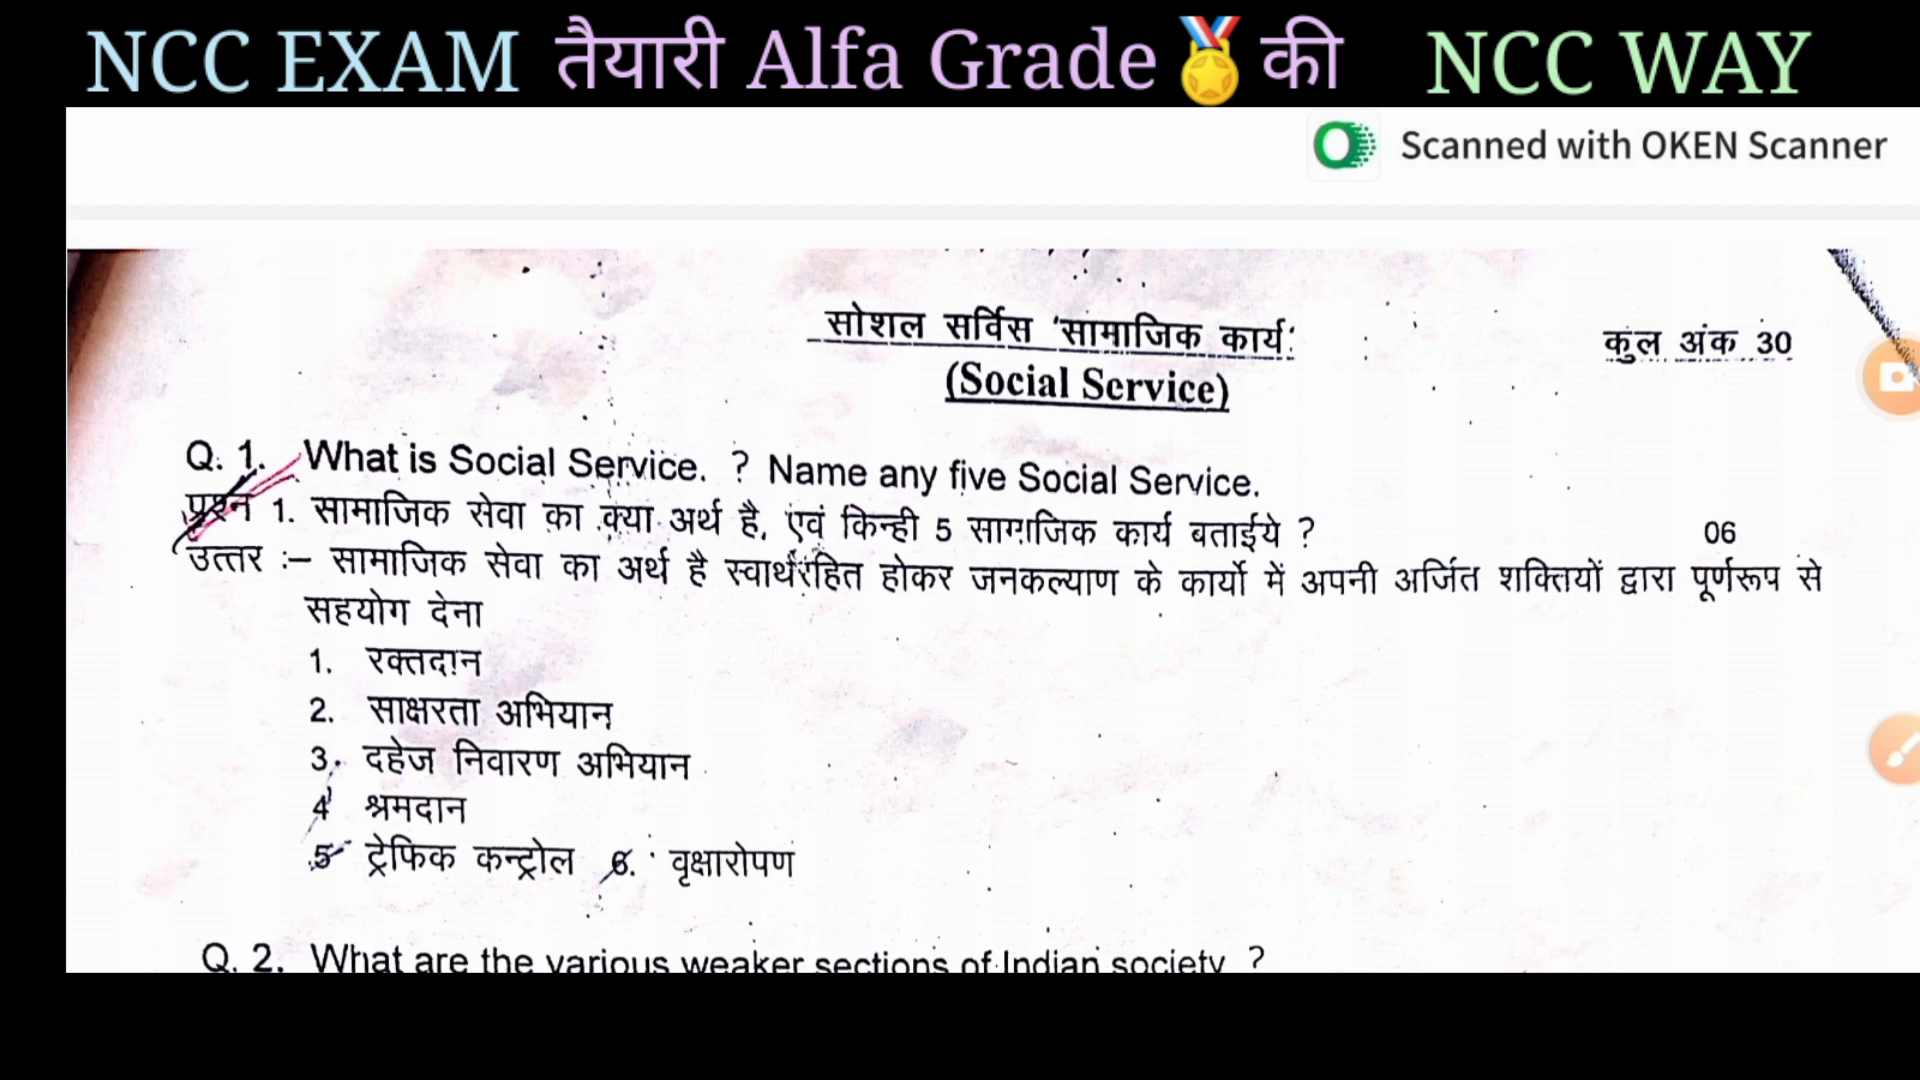 NCC EXAM तैयारी Alfa Grade🏅की NCC WAY
Scanned with OKEN Scanner
सोशल सर्विस 'सामाजिक कार्य'
कुल अंक 30
(Social Service)
Q. 1. What is Social Service. ? Name any five Social Service.
प्रश्न 1. सामाजिक सेवा का क्या अर्थ है, एवं किन्ही 5 सामाजिक कार्य बताईये ? 06
उत्तर :– सामाजिक सेवा का अर्थ है स्वार्थरहित होकर जनकल्याण के कार्यो में अपनी अर्जित शक्तियों द्वारा पूर्णरूप से
सहयोग देना
1. रक्तदान
2. साक्षरता अभियान
3. दहेज निवारण अभियान
4 श्रमदान
5 ट्रेफिक कन्ट्रोल 6. वृक्षारोपण
Q. 2. What are the various weaker sections of Indian society ?